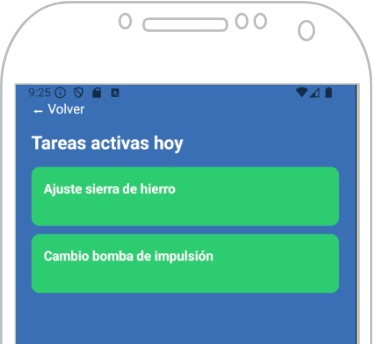 9:25
← Volver
Tareas activas hoy
Ajuste sierra de hierro
Cambio bomba de impulsión